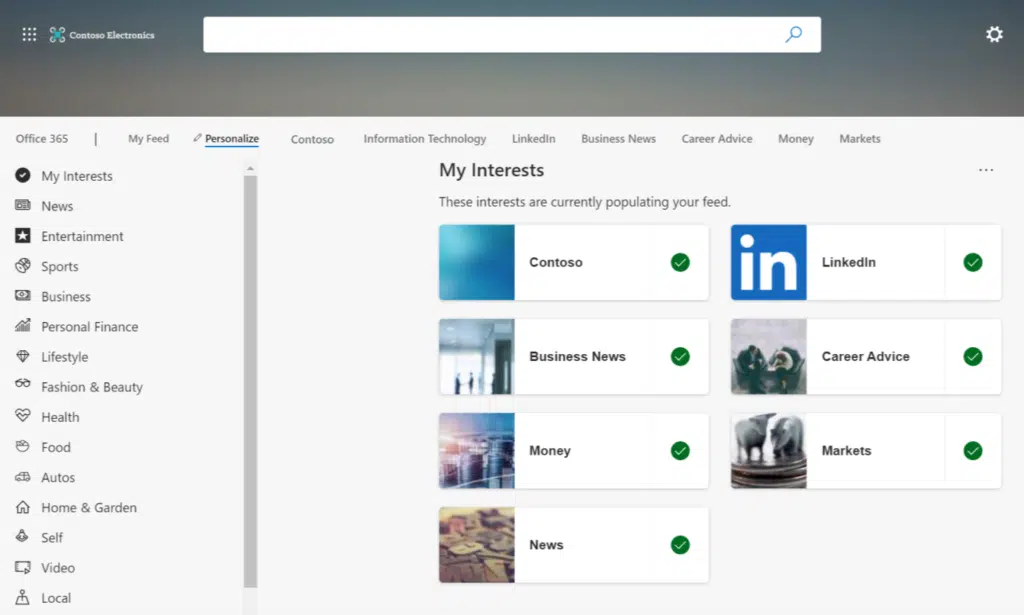 Contoso Electronics
Office 365 | My Feed Personalize Contoso Information Technology LinkedIn Business News Career Advice Money Markets
My Interests
News
Entertainment
Sports
Business
Personal Finance
Lifestyle
Fashion & Beauty
Health
Food
Autos
Home & Garden
Self
Video
Local
My Interests
...
These interests are currently populating your feed.
Contoso
in
LinkedIn
Business News
Career Advice
Money
Markets
News